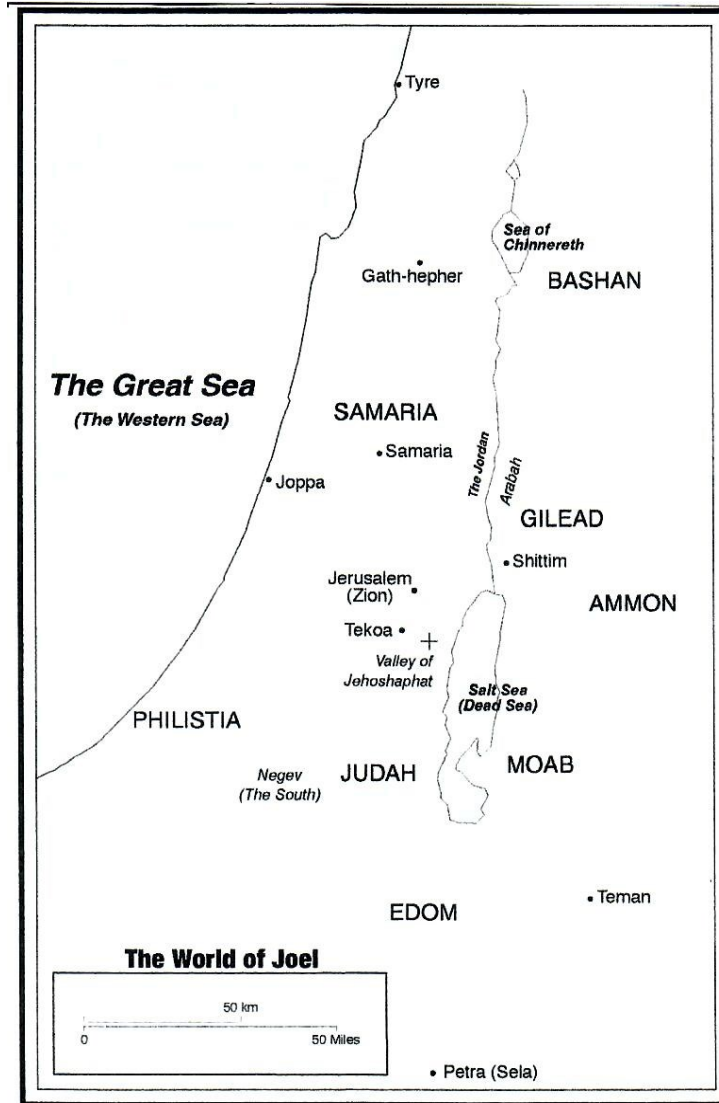 Tyre
Sea of
Chinnereth
Gath-hepher
BASHAN
The Great Sea
(The Western Sea)
SAMARIA
Samaria
The Jordan
Arabah
Joppa
GILEAD
Shittim
Jerusalem
(Zion)
AMMON
Tekoa
Valley of
Jehoshaphat
Salt Sea
(Dead Sea)
PHILISTIA
Negev
(The South)
JUDAH
MOAB
Teman
EDOM
The World of Joel
50 km
0
50 Miles
Petra (Sela)